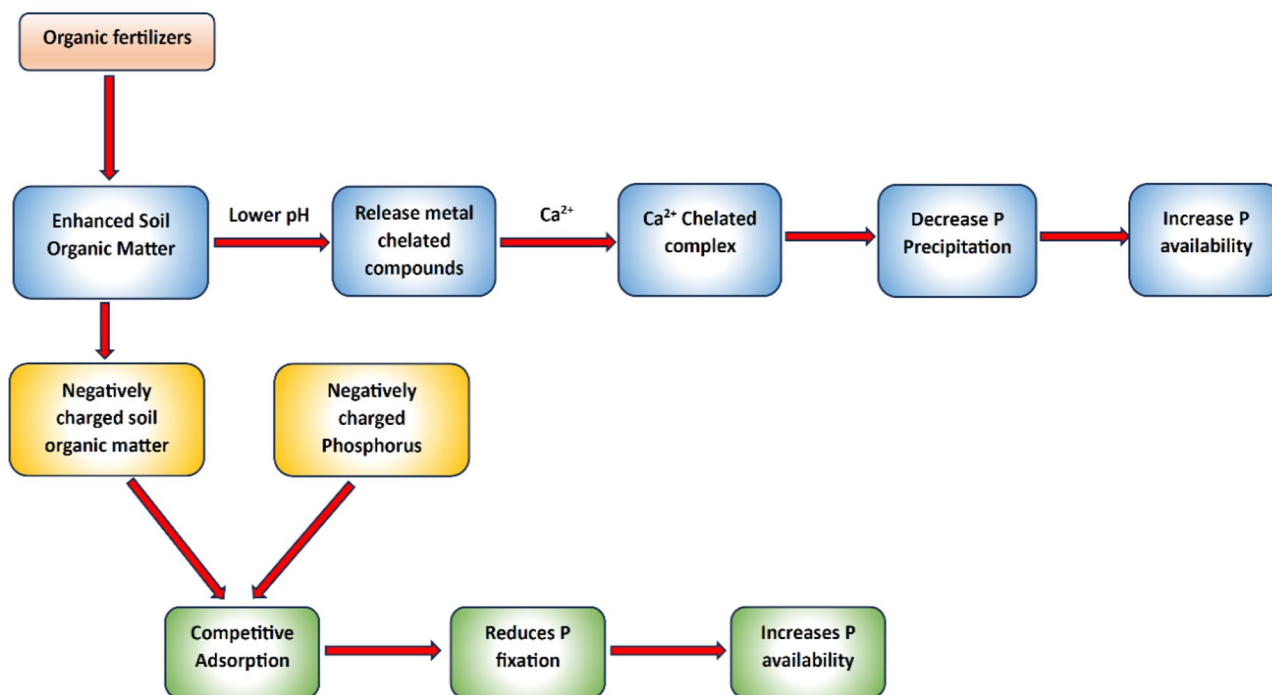 Organic fertilizers
Enhanced Soil
Organic Matter
Lower pH
Release metal
chelated
compounds
Ca²⁺
Ca²⁺ Chelated
complex
Decrease P
Precipitation
Increase P
availability
Negatively
charged soil
organic matter
Negatively
charged
Phosphorus
Competitive
Adsorption
Reduces P
fixation
Increases P
availability